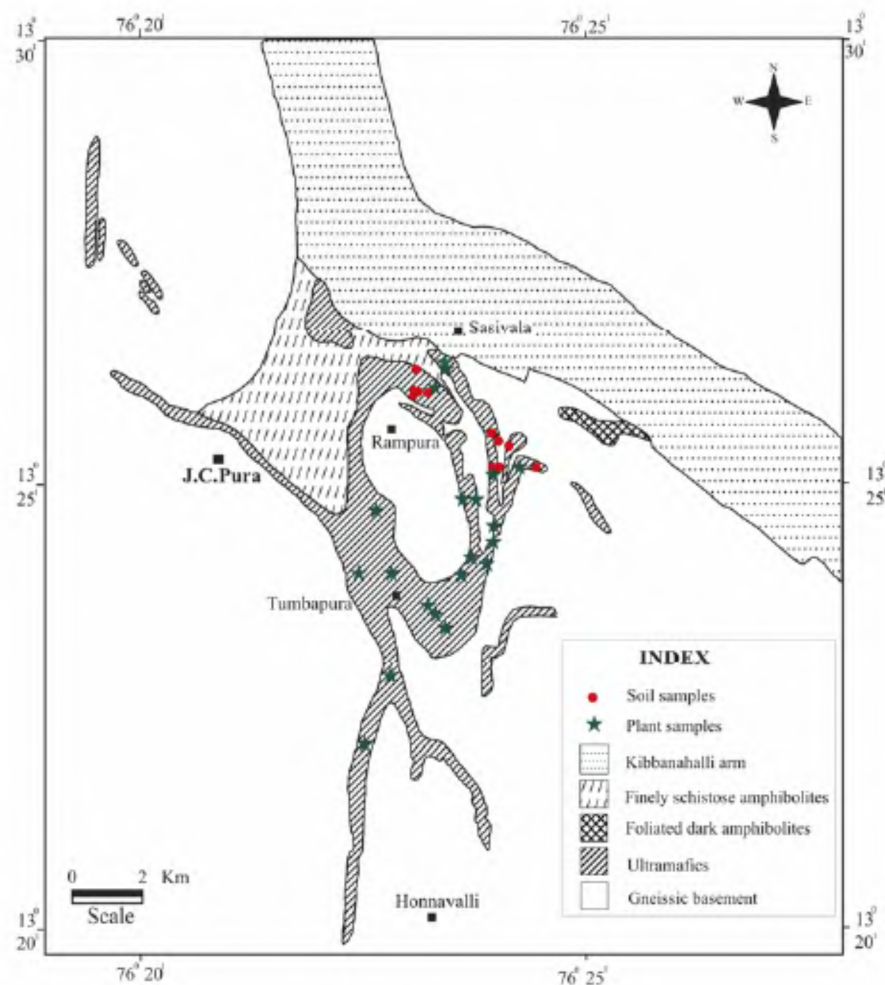 76° 20'
76° 25'
13°
30'
13°
30'
N
W E
S
Sasivala
Rampura
J.C.Pura
13°
25'
13°
25'
Tumbapura
INDEX
Soil samples
Plant samples
Kibbanahalli arm
Finely schistose amphibolites
Foliated dark amphibolites
Ultramafics
Gneissic basement
0 2 Km
Scale
Honnavalli
13°
20'
13°
20'
76° 20'
76° 25'